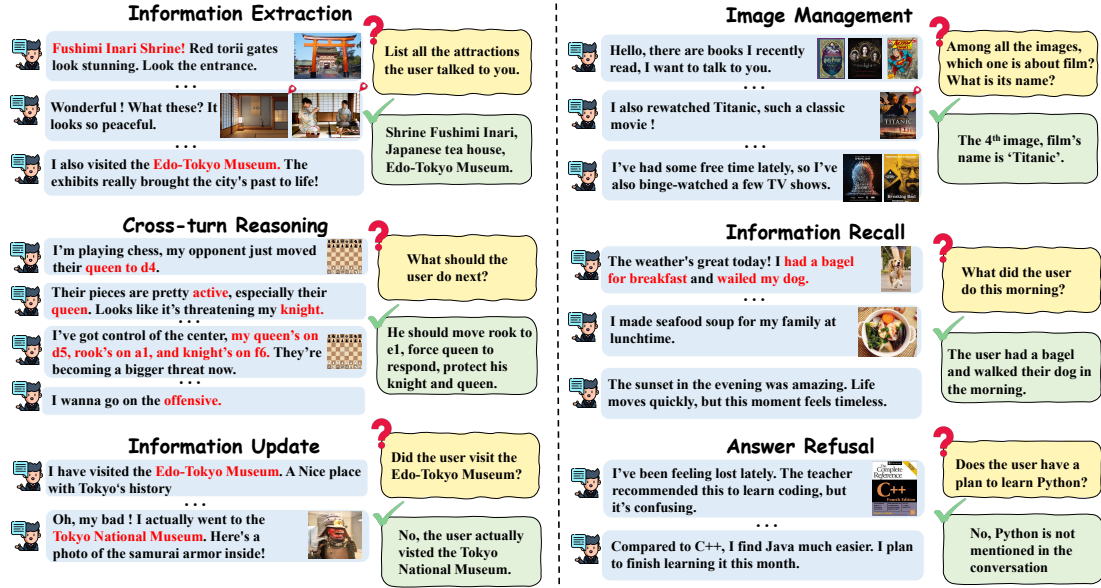 Information Extraction
Fushimi Inari Shrine! Red torii gates
look stunning. Look the entrance.
...
Wonderful ! What these? It
looks so peaceful.
...
I also visited the Edo-Tokyo Museum. The
exhibits really brought the city's past to life!
List all the attractions
the user talked to you.
Shrine Fushimi Inari,
Japanese tea house,
Edo-Tokyo Museum.
Cross-turn Reasoning
I'm playing chess, my opponent just moved
their queen to d4.
Their pieces are pretty active, especially their
queen. Looks like it's threatening my knight.
...
I've got control of the center, my queen's on
d5, rook's on a1, and knight's on f6. They're
becoming a bigger threat now.
...
I wanna go on the offensive.
What should the
user do next?
He should move rook to
e1, force queen to
respond, protect his
knight and queen.
Information Update
I have visited the Edo-Tokyo Museum. A Nice place
with Tokyo's history
...
Oh, my bad ! I actually went to the
Tokyo National Museum. Here's a
photo of the samurai armor inside!
Did the user visit the
Edo-Tokyo Museum?
No, the user actually
visted the Tokyo
National Museum.
Image Management
Hello, there are books I recently
read, I want to talk to you.
...
I also rewatched Titanic, such a classic
movie !
TITANIC
...
I've had some free time lately, so I've
also binge-watched a few TV shows.
Breaking Bad
Among all the images,
which one is about film?
What is its name?
The 4th image, film's
name is 'Titanic'.
Information Recall
The weather's great today! I had a bagel
for breakfast and wailed my dog.
...
I made seafood soup for my family at
lunchtime.
The sunset in the evening was amazing. Life
moves quickly, but this moment feels timeless.
What did the user
do this morning?
The user had a bagel
and walked their dog in
the morning.
Answer Refusal
I've been feeling lost lately. The teacher
recommended this to learn coding, but
it's confusing.
Complete
Reference
C++
Fourth Edition
...
Compared to C++, I find Java much easier. I plan
to finish learning it this month.
Does the user have a
plan to learn Python?
No, Python is not
mentioned in the
conversation